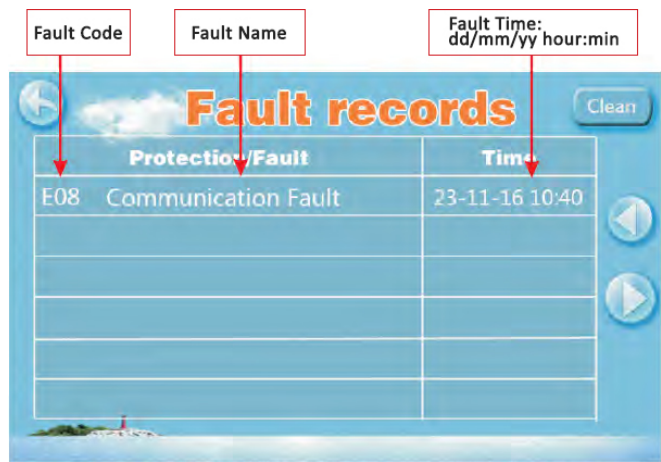 Fault Code
Fault Name
Fault Time:
dd/mm/yy hour:min
Fault records
Clean
Protection/Fault
Time
E08 Communication Fault 23-11-16 10:40